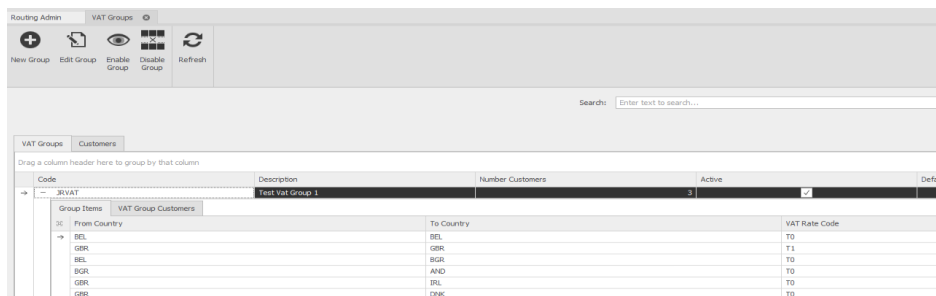 Routing Admin VAT Groups
New Group Edit Group Enable Group Disable Group Refresh
Search: Enter text to search...
VAT Groups Customers
Drag a column header here to group by that column
Code Description Number Customers Active Defa
JRVAT Test Vat Group 1 3
Group Items VAT Group Customers
From Country To Country VAT Rate Code
BEL BEL T0
GBR GBR T1
BEL BGR T0
BGR AND T0
GBR IRL T0
GBR DNK T0